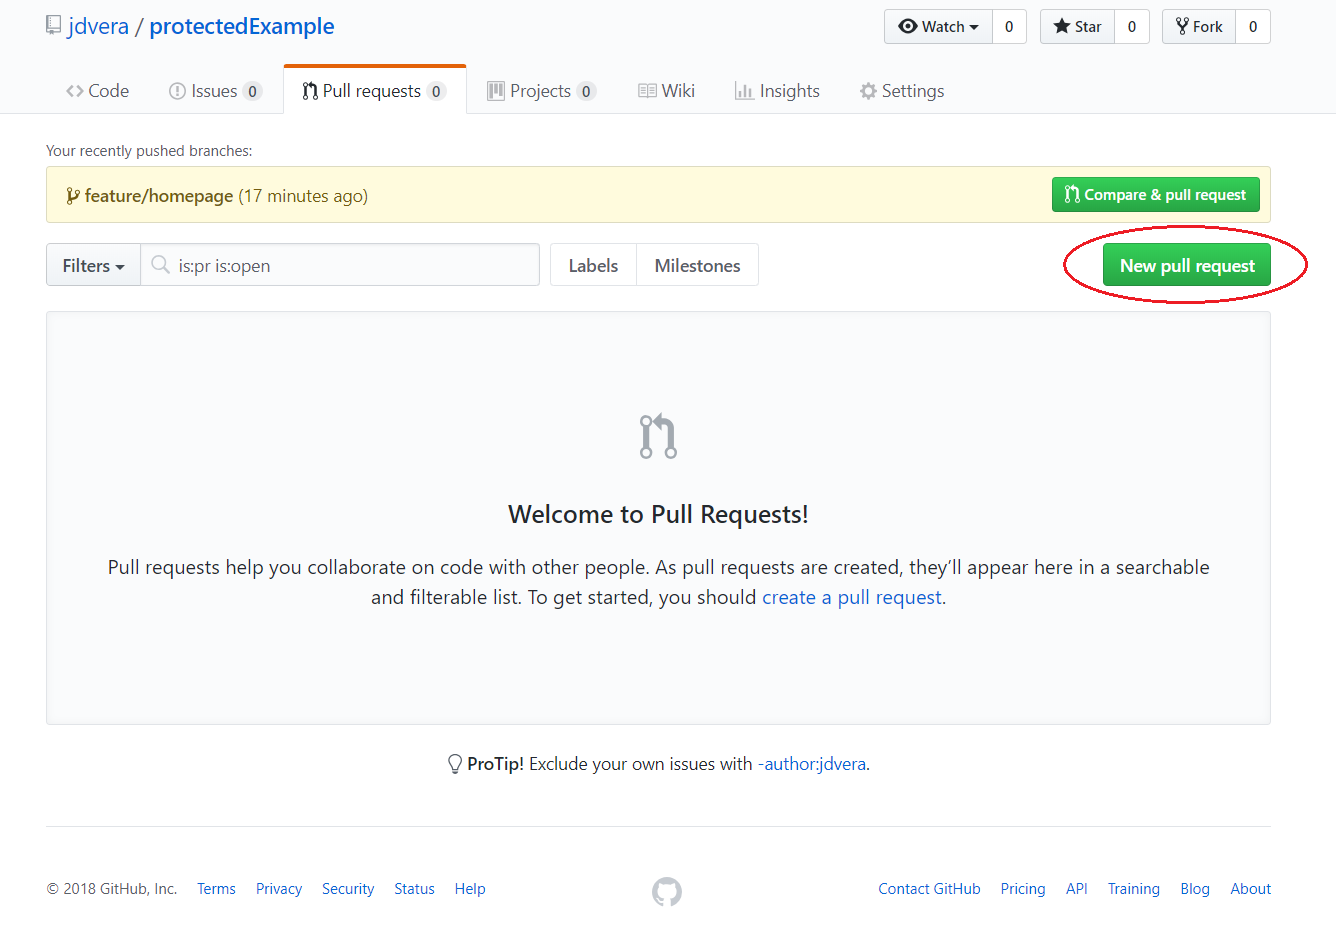 jdvera / protectedExample Watch 0 Star 0 Fork 0
Code Issues 0 Pull requests 0 Projects 0 Wiki Insights Settings
Your recently pushed branches:
feature/homepage (17 minutes ago) Compare & pull request
Filters is:pr is:open Labels Milestones New pull request
Welcome to Pull Requests!
Pull requests help you collaborate on code with other people. As pull requests are created, they’ll appear here in a searchable
and filterable list. To get started, you should create a pull request.
ProTip! Exclude your own issues with -author:jdvera.
© 2018 GitHub, Inc. Terms Privacy Security Status Help Contact GitHub Pricing API Training Blog About